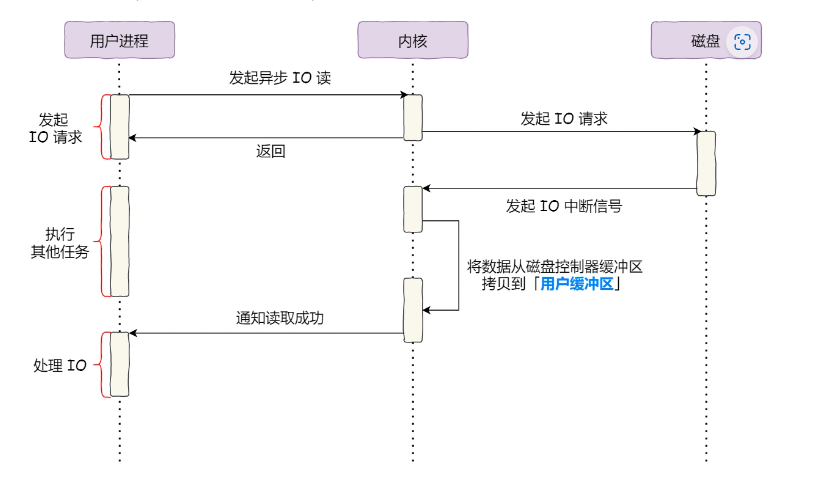 用户进程
内核
磁盘
发起异步 IO 读
发起
IO 请求
发起 IO 请求
返回
发起 IO 中断信号
执行
其他任务
将数据从磁盘控制器缓冲区
拷贝到「用户缓冲区」
通知读取成功
处理 IO